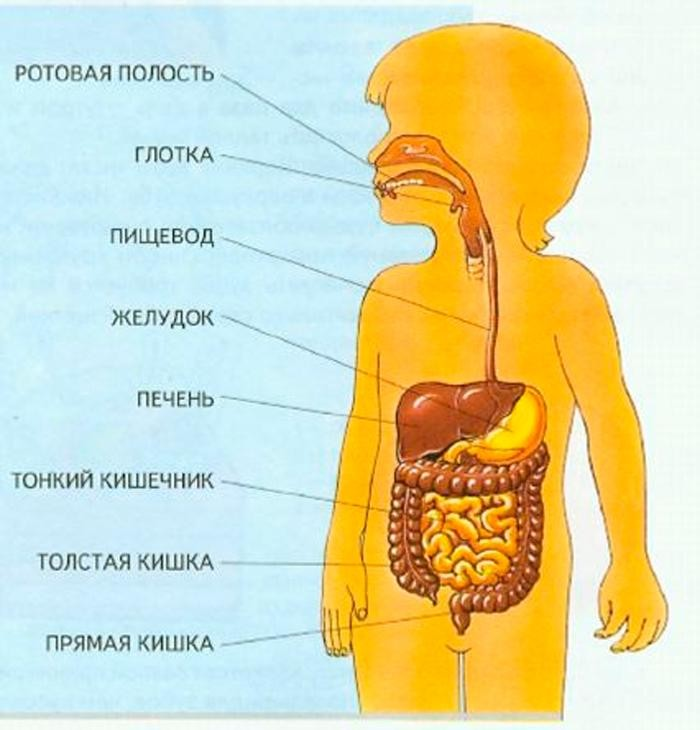 РОТОВАЯ ПОЛОСТЬ
ГЛОТКА
ПИЩЕВОД
ЖЕЛУДОК
ПЕЧЕНЬ
ТОНКИЙ КИШЕЧНИК
ТОЛСТАЯ КИШКА
ПРЯМАЯ КИШКА